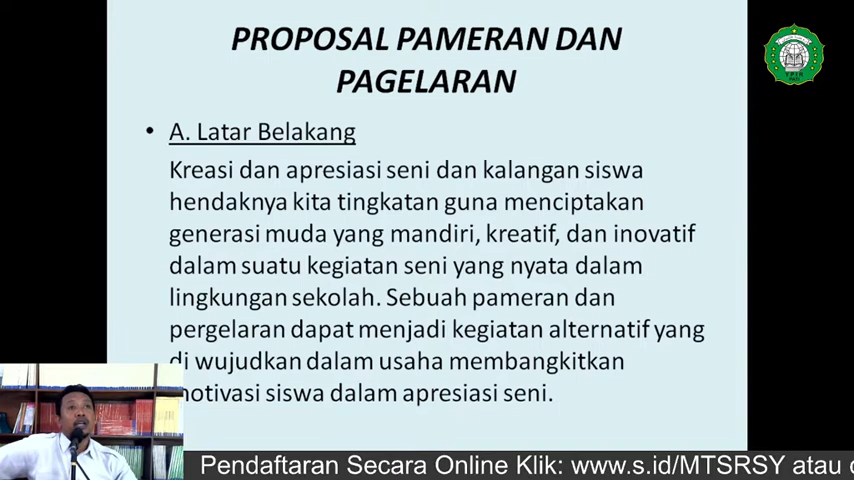 PROPOSAL PAMERAN DAN
PAGELARAN
• A. Latar Belakang
Kreasi dan apresiasi seni dan kalangan siswa
hendaknya kita tingkatan guna menciptakan
generasi muda yang mandiri, kreatif, dan inovatif
dalam suatu kegiatan seni yang nyata dalam
lingkungan sekolah. Sebuah pameran dan
pergelaran dapat menjadi kegiatan alternatif yang
di wujudkan dalam usaha membangkitkan
motivasi siswa dalam apresiasi seni.
Pendaftaran Secara Online Klik: www.s.id/MTSRSY atau